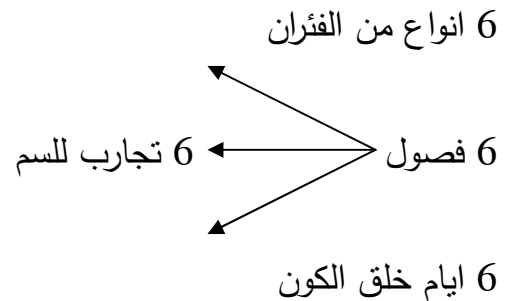 6 انواع من الفئران
6 فصول 6 تجارب للسم
6 ايام خلق الكون